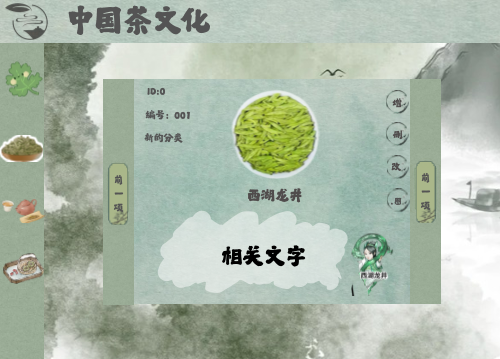 中国茶文化
ID:0
编号：001
新的分类
增
删
改
前一项
前一项
西湖龙井
相关文字
西湖龙井